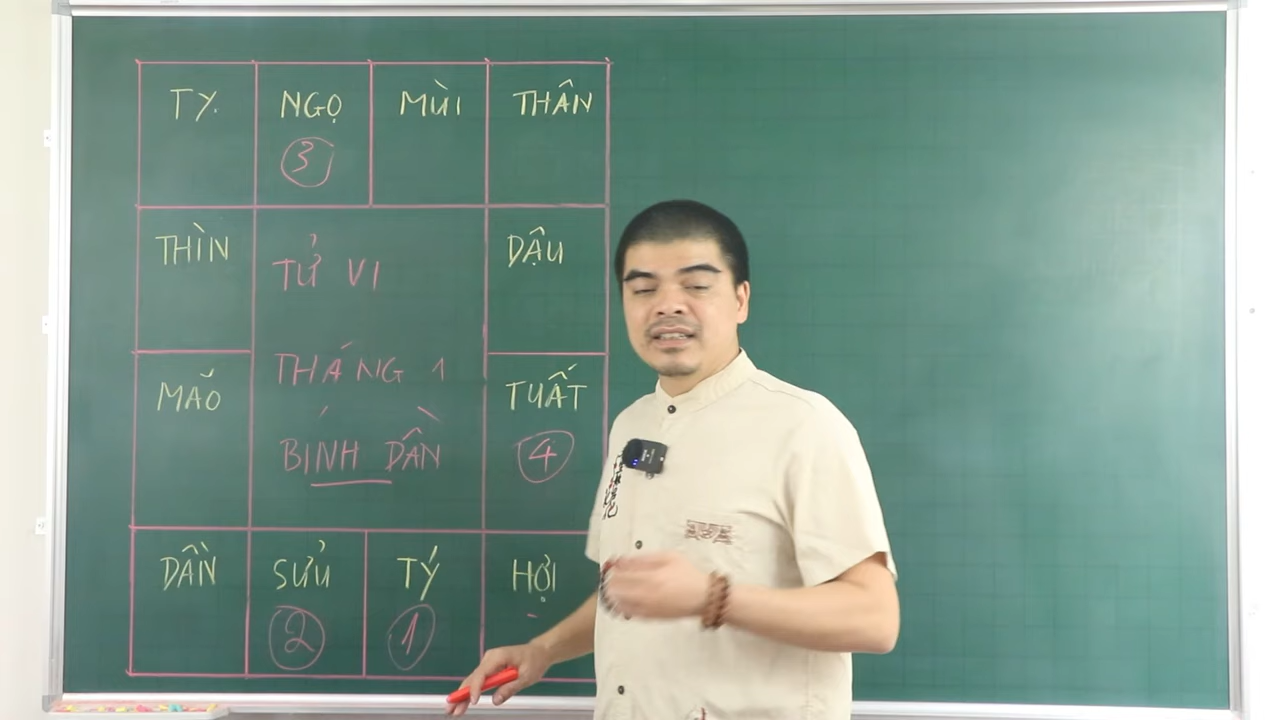 TỴ
NGỌ
MÙI
THÂN
3
THÌN
DẬU
TỬ VI
THÁNG 1
MÃO
TUẤT
BÍNH DẦN
4
DẦN
SỬU
TÝ
HỢI
2
1